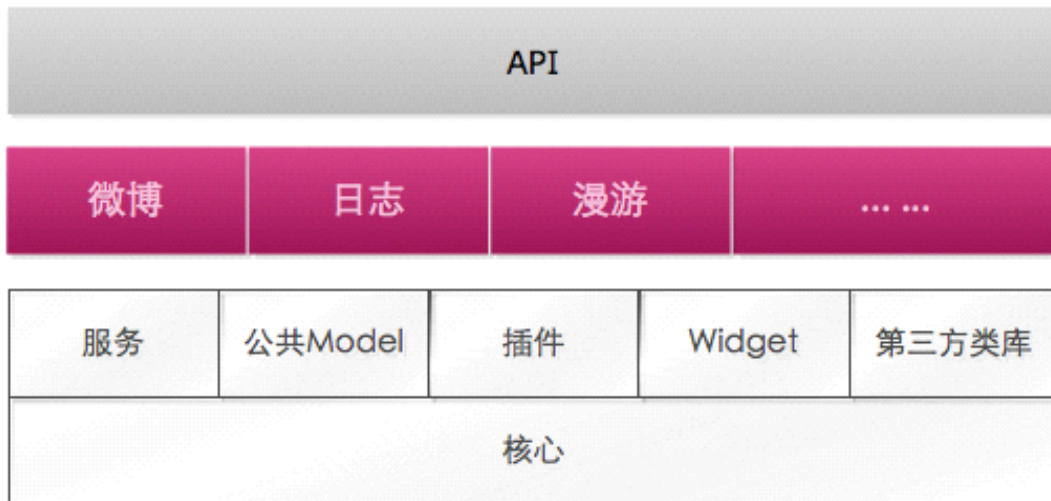 API
微博 日志 漫游 ... ...
服务 公共Model 插件 Widget 第三方类库
核心